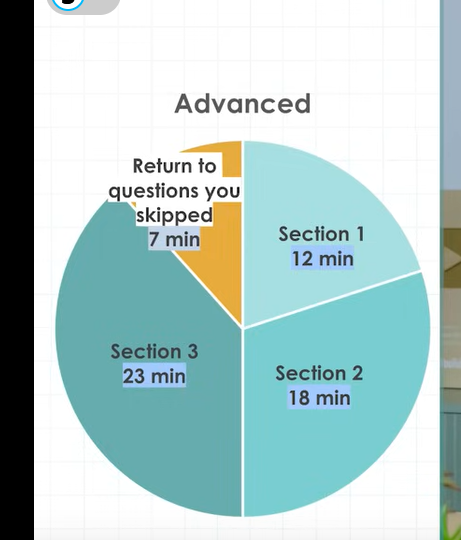 Advanced
Return to
questions you
skipped
7 min
Section 1
12 min
Section 3
23 min
Section 2
18 min